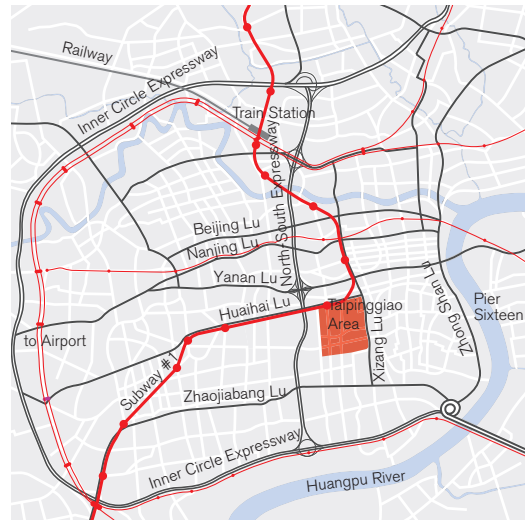 Railway
Inner Circle Expressway
Train Station
North South Expressway
Beijing Lu
Nanjing Lu
Yanan Lu
Huaihai Lu
Taipinggiao
Area
Xizang Lu
Zhong Shan Lu
Pier
Sixteen
to Airport
Subway #1
Zhaojiabang Lu
Inner Circle Expressway
Huangpu River